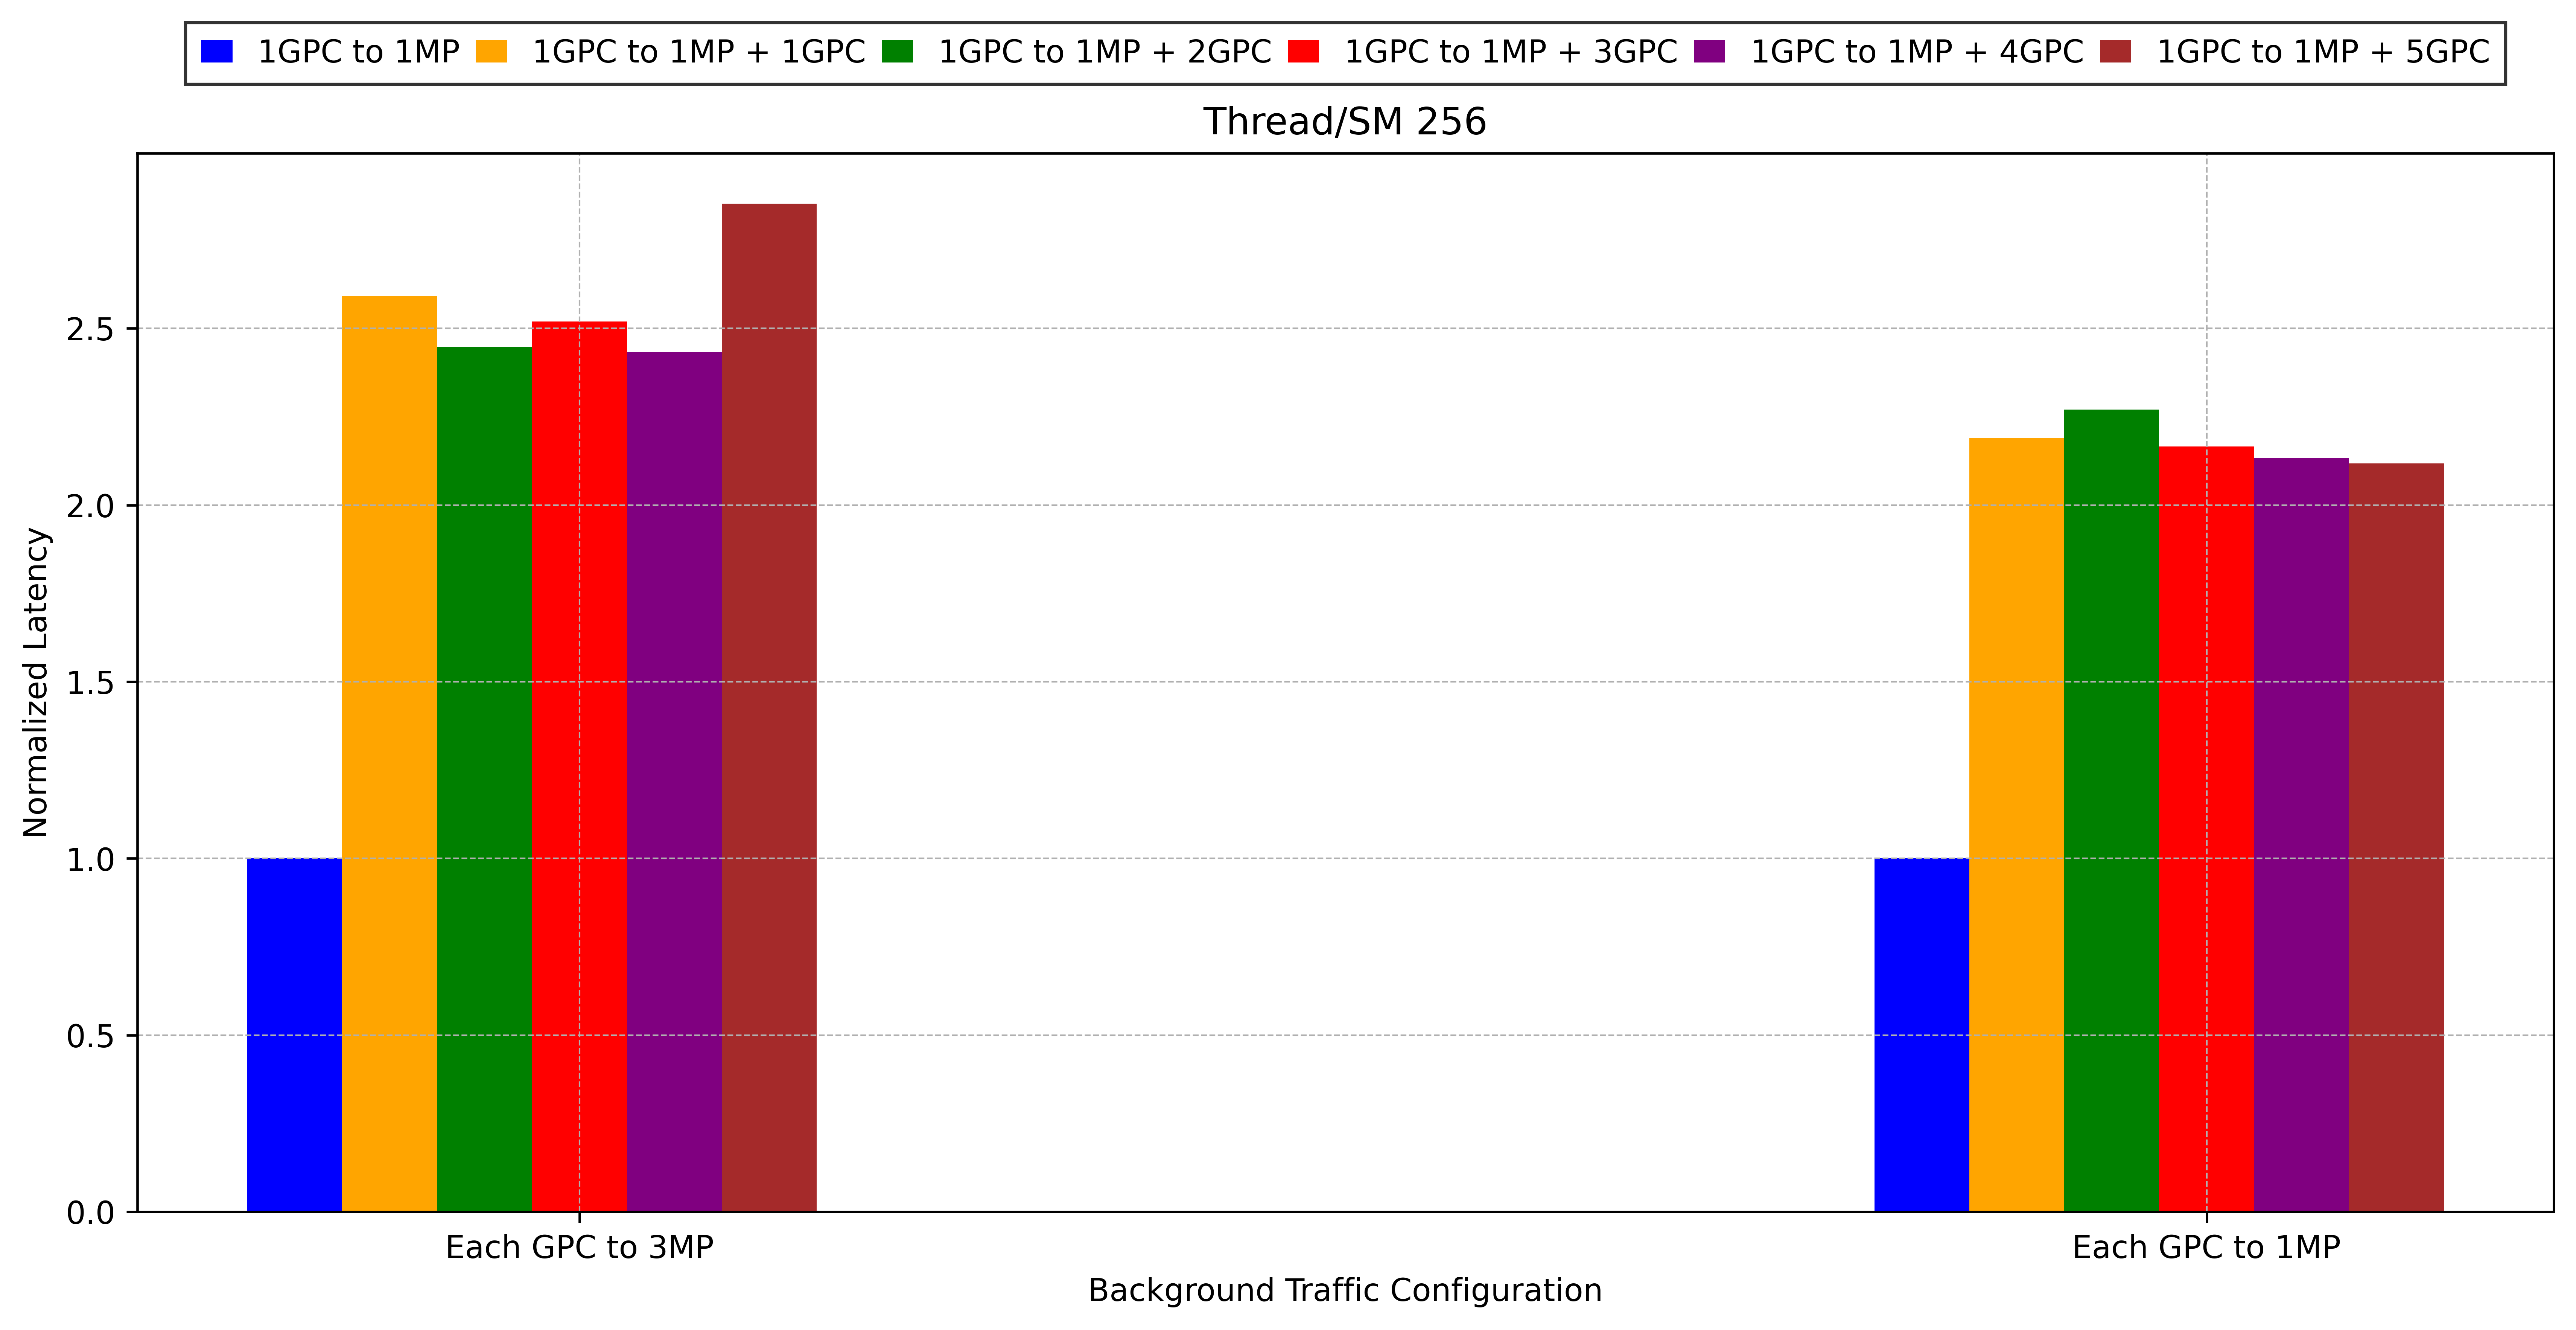 1GPC to 1MP 1GPC to 1MP + 1GPC 1GPC to 1MP + 2GPC 1GPC to 1MP + 3GPC 1GPC to 1MP + 4GPC 1GPC to 1MP + 5GPC
Thread/SM 256
Normalized Latency
2.5
2.0
1.5
1.0
0.5
0.0
Each GPC to 3MP Each GPC to 1MP
Background Traffic Configuration